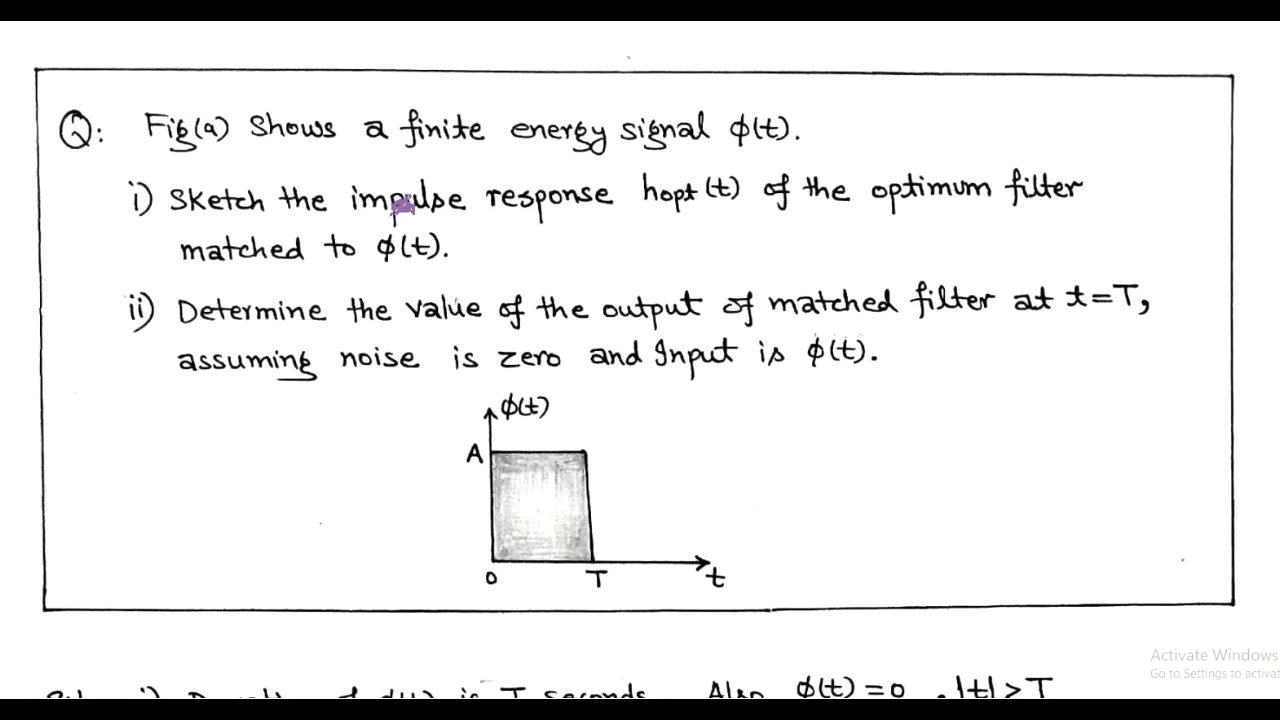 Q: Fig(a) Shows a finite energy signal ϕ(t).
i) Sketch the impulse response hopt(t) of the optimum filter
matched to ϕ(t).
ii) Determine the value of the output of matched filter at t=T,
assuming noise is zero and Input is ϕ(t).
ϕ(t)
A
0 T t
Activate Windows
Go to Settings to activat
i) T seconds. Also ϕ(t)=0 , |t|>T